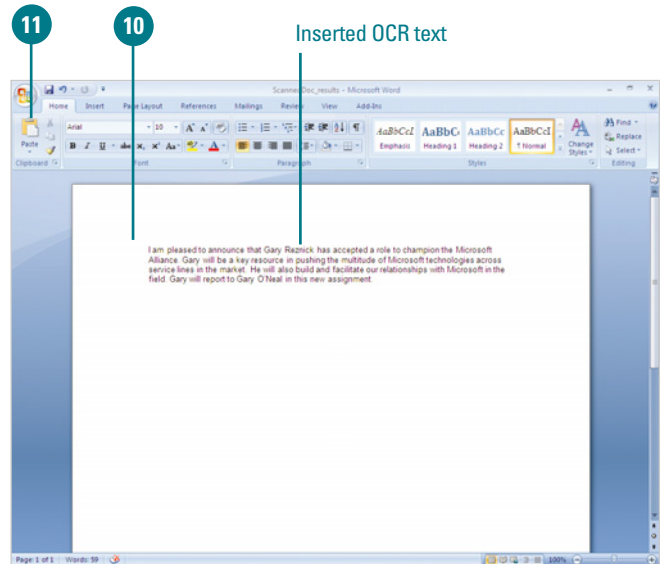 11
10
Inserted OCR text
ScannedDoc_results - Microsoft Word
Home Insert Page Layout References Mailings Review View Add-Ins
Arial 10
AaBbCcI AaBbC AaBbCc AaBbCcI
Find
Replace
Select
Paste
Emphasis Heading 1 Heading 2 ¶ Normal
Change
Styles
Clipboard Font Paragraph Styles Editing
I am pleased to announce that Gary Reznick has accepted a role to champion the Microsoft
Alliance. Gary will be a key resource in pushing the multitude of Microsoft technologies across
service lines in the market. He will also build and facilitate our relationships with Microsoft in the
field. Gary will report to Gary O'Neal in this new assignment.
Page: 1 of 1 Words: 59 100%